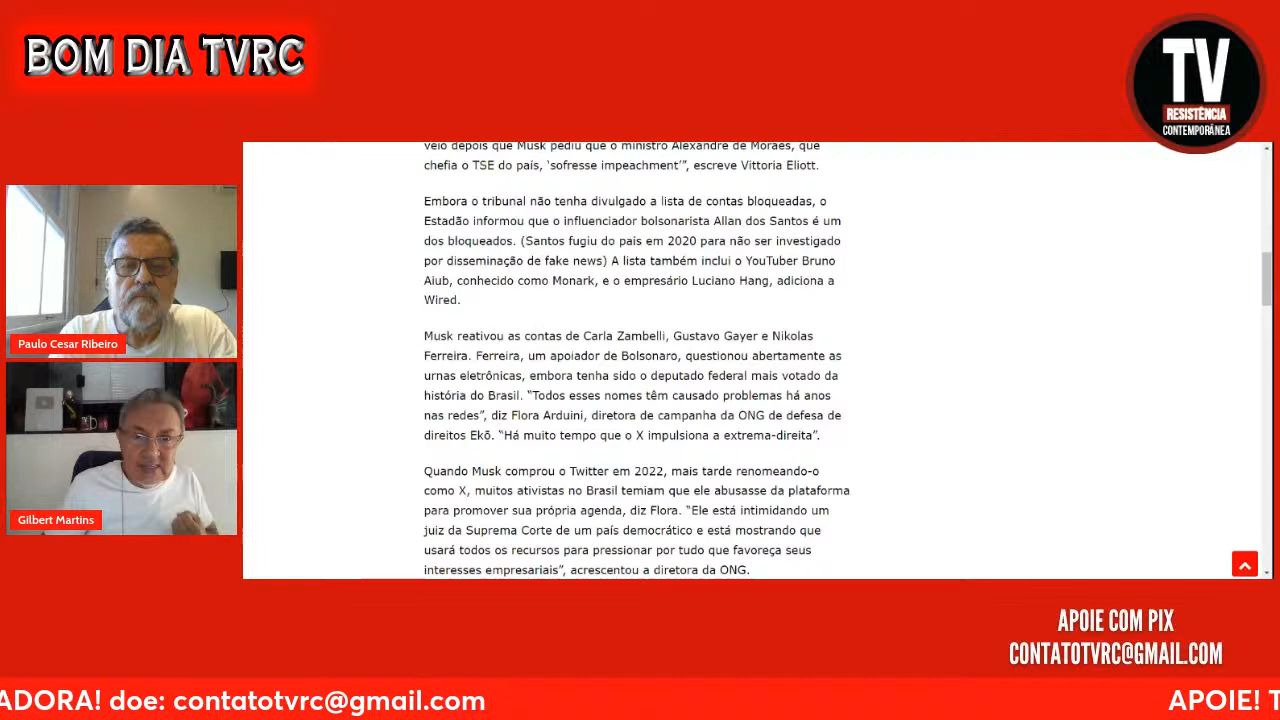 BOM DIA TVRC
TV
RESISTÊNCIA
CONTEMPORÂNEA
veio depois que Musk pediu que o ministro Alexandre de Moraes, que
chefia o TSE do país, ‘sofresse impeachment’”, escreve Vittoria Eliott.
Embora o tribunal não tenha divulgado a lista de contas bloqueadas, o
Estadão informou que o influenciador bolsonarista Allan dos Santos é um
dos bloqueados. (Santos fugiu do país em 2020 para não ser investigado
por disseminação de fake news) A lista também inclui o YouTuber Bruno
Aiub, conhecido como Monark, e o empresário Luciano Hang, adiciona a
Wired.
Musk reativou as contas de Carla Zambelli, Gustavo Gayer e Nikolas
Ferreira. Ferreira, um apoiador de Bolsonaro, questionou abertamente as
urnas eletrônicas, embora tenha sido o deputado federal mais votado da
história do Brasil. “Todos esses nomes têm causado problemas há anos
nas redes”, diz Flora Arduini, diretora de campanha da ONG de defesa de
direitos Ekō. “Há muito tempo que o X impulsiona a extrema-direita”.
Quando Musk comprou o Twitter em 2022, mais tarde renomeando-o
como X, muitos ativistas no Brasil temiam que ele abusasse da plataforma
para promover sua própria agenda, diz Flora. “Ele está intimidando um
juiz da Suprema Corte de um país democrático e está mostrando que
usará todos os recursos para pressionar por tudo que favoreça seus
interesses empresariais”, acrescentou a diretora da ONG.
Paulo Cesar Ribeiro
Gilbert Martins
APOIE COM PIX
CONTATOTVRC@GMAIL.COM
ADORA! doe: contatotvrc@gmail.com
APOIE! T